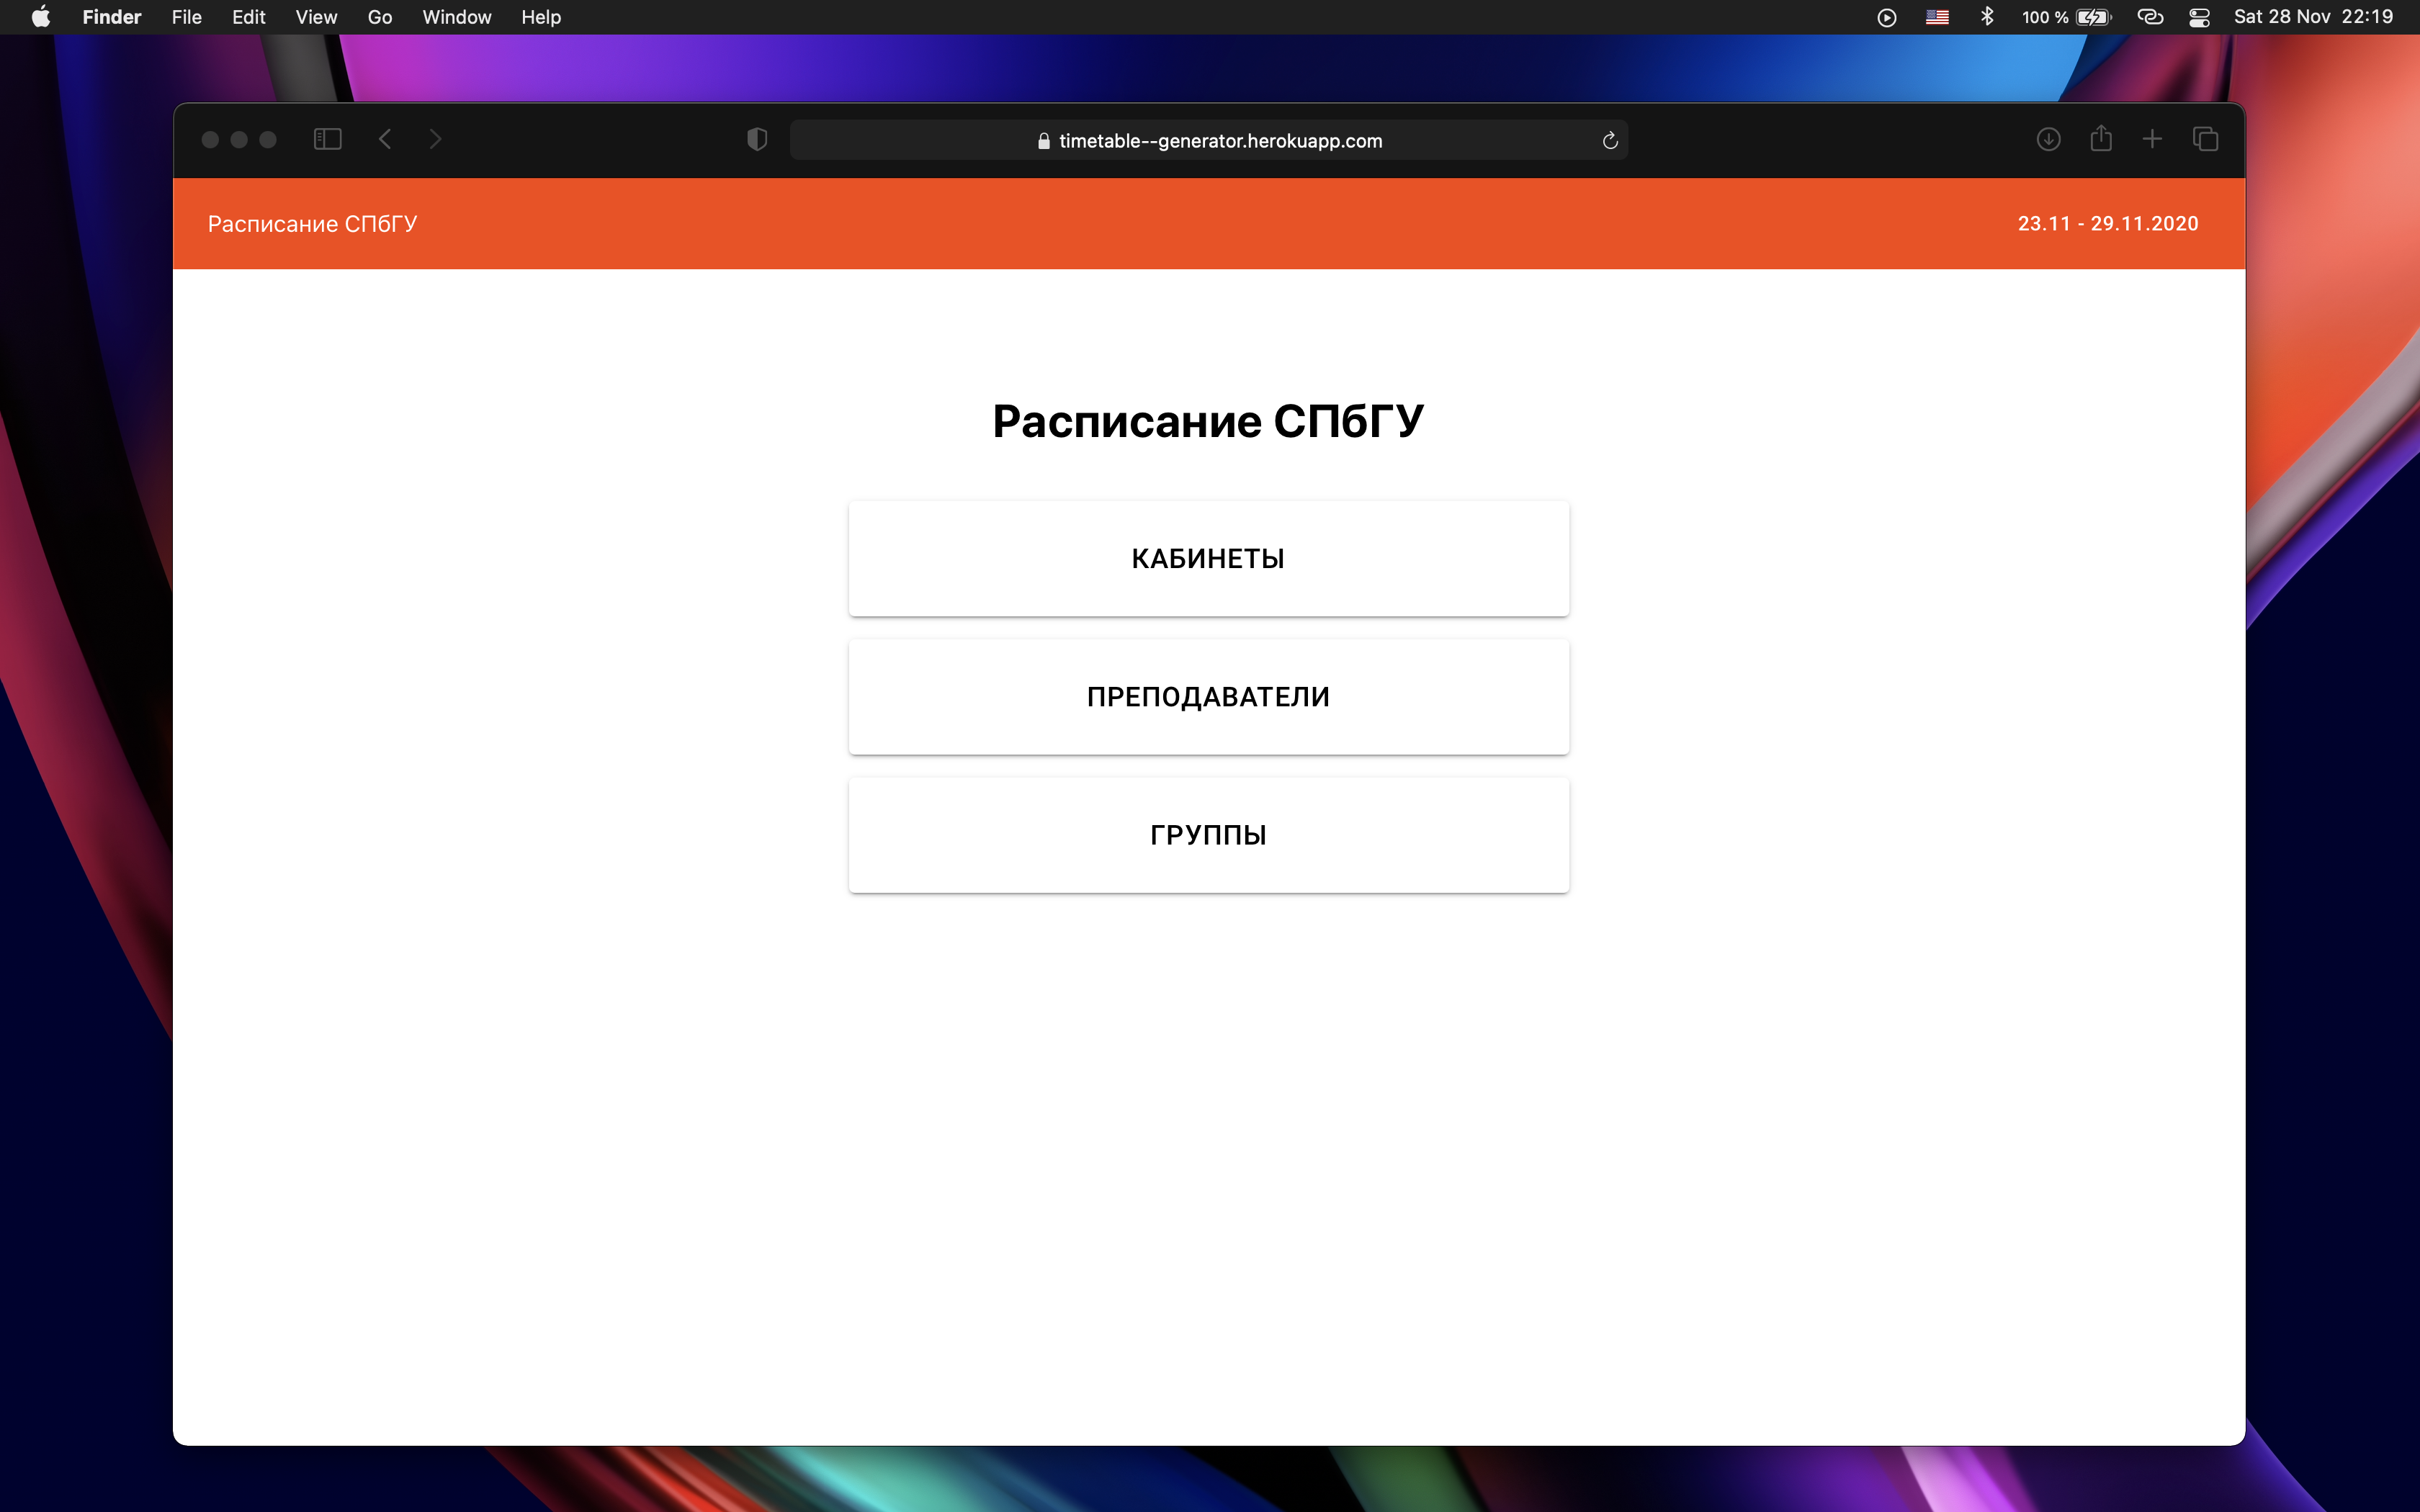 Finder File Edit View Go Window Help 100 % Sat 28 Nov 22:19
timetable--generator.herokuapp.com
Расписание СПбГУ 23.11 - 29.11.2020
Расписание СПбГУ
КАБИНЕТЫ
ПРЕПОДАВАТЕЛИ
ГРУППЫ